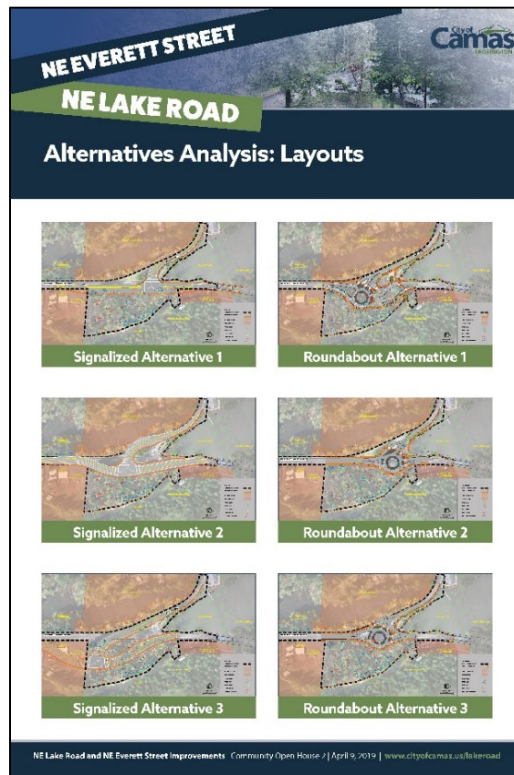 NE EVERETT STREET
NE LAKE ROAD
City of
Camas
WASHINGTON
Alternatives Analysis: Layouts
Signalized Alternative 1
Roundabout Alternative 1
Signalized Alternative 2
Roundabout Alternative 2
Signalized Alternative 3
Roundabout Alternative 3
NE Lake Road and NE Everett Street Improvements Community Open House 2 | April 9, 2019 | www.cityofcamas.us/lakeroad